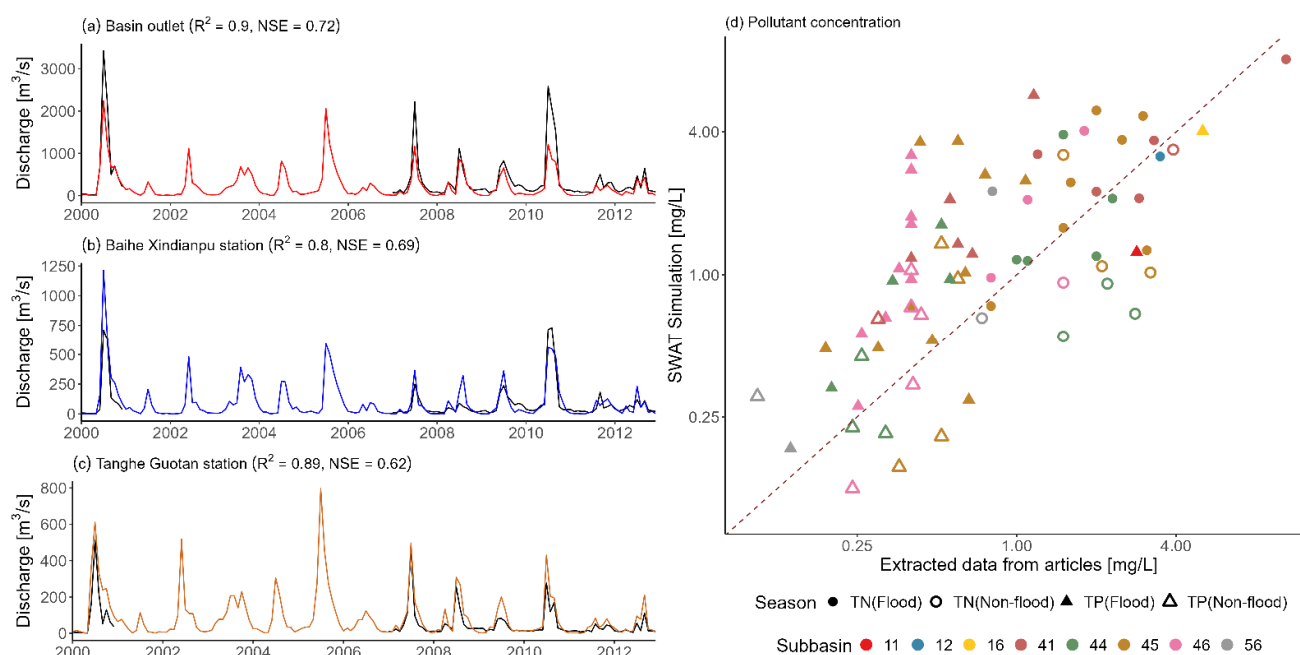 (a) Basin outlet (R² = 0.9, NSE = 0.72)
Discharge [m³/s]
3000
2000
1000
0
2000 2002 2004 2006 2008 2010 2012
(b) Baihe Xindianpu station (R² = 0.8, NSE = 0.69)
Discharge [m³/s]
1250
1000
750
500
250
0
2000 2002 2004 2006 2008 2010 2012
(c) Tanghe Guotan station (R² = 0.89, NSE = 0.62)
Discharge [m³/s]
800
600
400
200
0
2000 2002 2004 2006 2008 2010 2012
(d) Pollutant concentration
SWAT Simulation [mg/L]
4.00
1.00
0.25
0.25 1.00 4.00
Extracted data from articles [mg/L]
Season TN(Flood) TN(Non-flood) TP(Flood) TP(Non-flood)
Subbasin 11 12 16 41 44 45 46 56